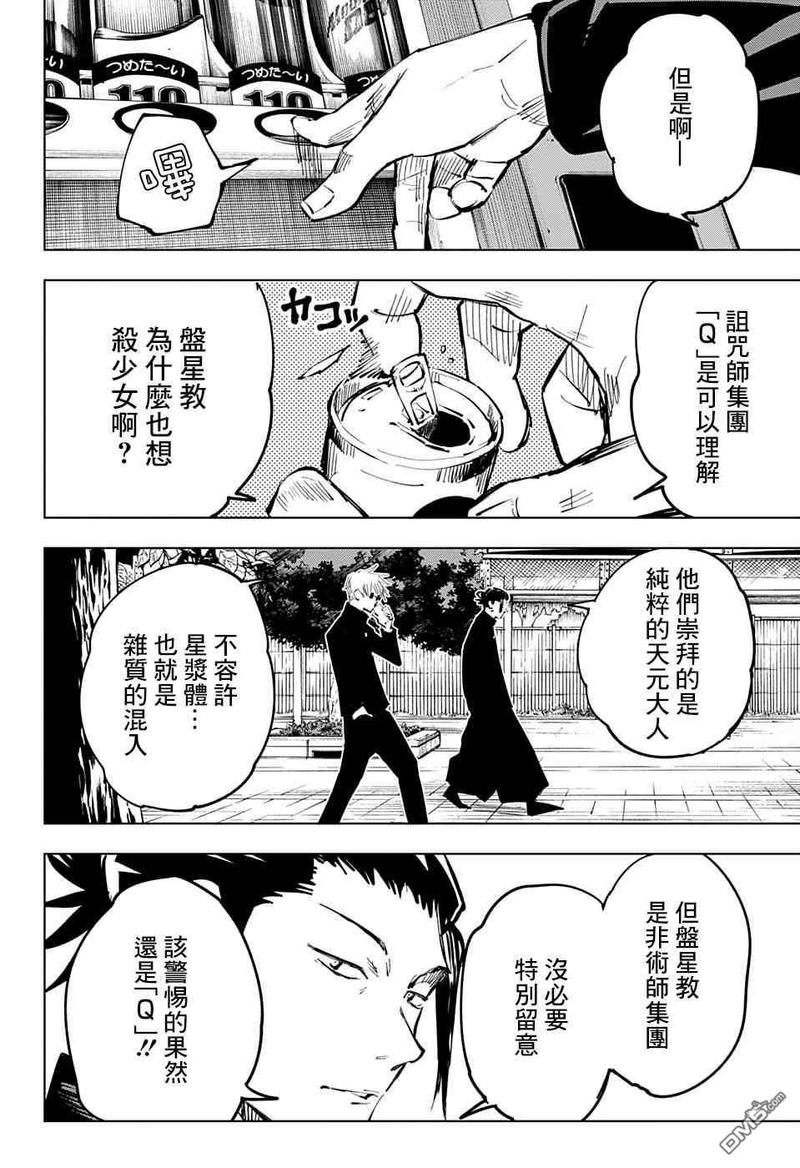 但是啊—
つめた〜い
110
つめた〜い
110
嗶
詛咒師集團
「Q」是可以理解
カコッ
盤星教
為什麼也想
殺少女啊？
他們崇拜的是
純粹的天元大人
不容許
星漿體…
也就是
雜質的混入
但盤星教
是非術師集團
沒必要
特別留意
該警惕的果然
還是「Q」!!
DM5.com